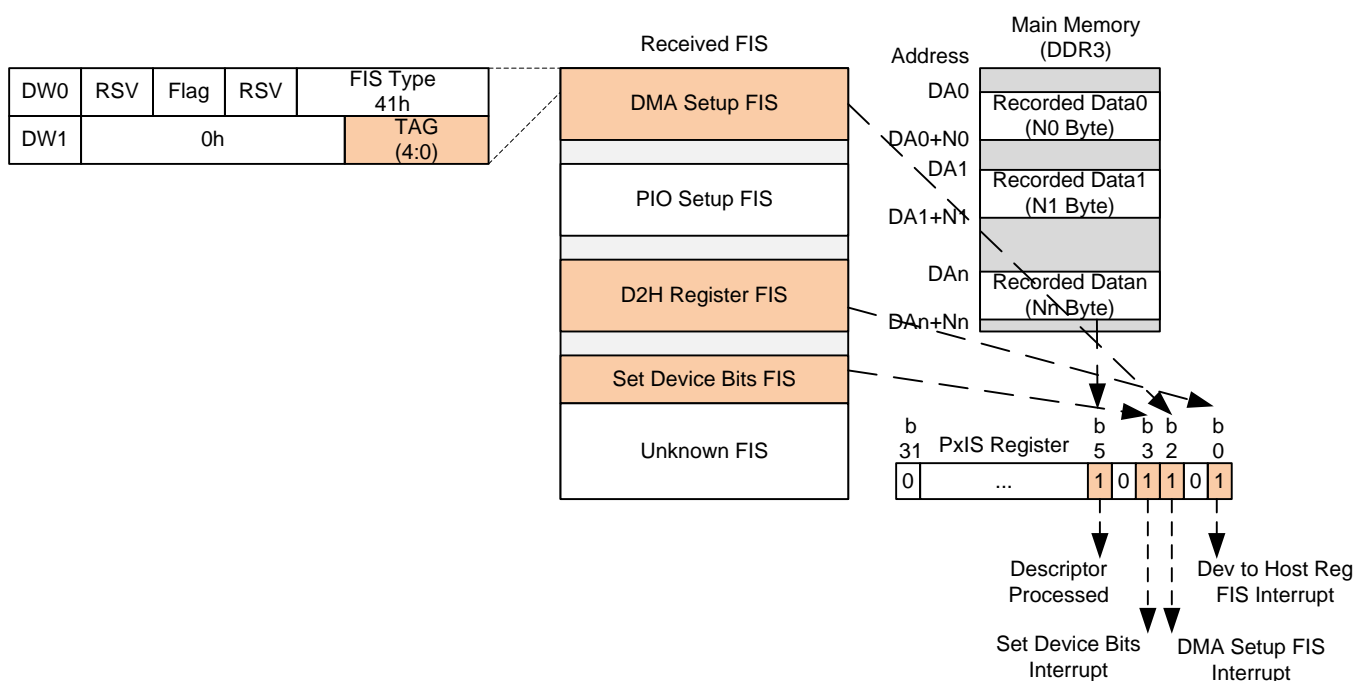 Received FIS
Main Memory
(DDR3)
Address
DW0 RSV Flag RSV FIS Type
41h
DW1 0h TAG
(4:0)
DMA Setup FIS
PIO Setup FIS
D2H Register FIS
Set Device Bits FIS
Unknown FIS
DA0
Recorded Data0
(N0 Byte)
DA0+N0
DA1
Recorded Data1
(N1 Byte)
DA1+N1
DAn
Recorded Datan
(Nn Byte)
DAn+Nn
b b b b b
31 PxIS Register 5 3 2 0
0 ... 1 0 1 1 0 1
Descriptor
Processed
Dev to Host Reg
FIS Interrupt
Set Device Bits
Interrupt
DMA Setup FIS
Interrupt